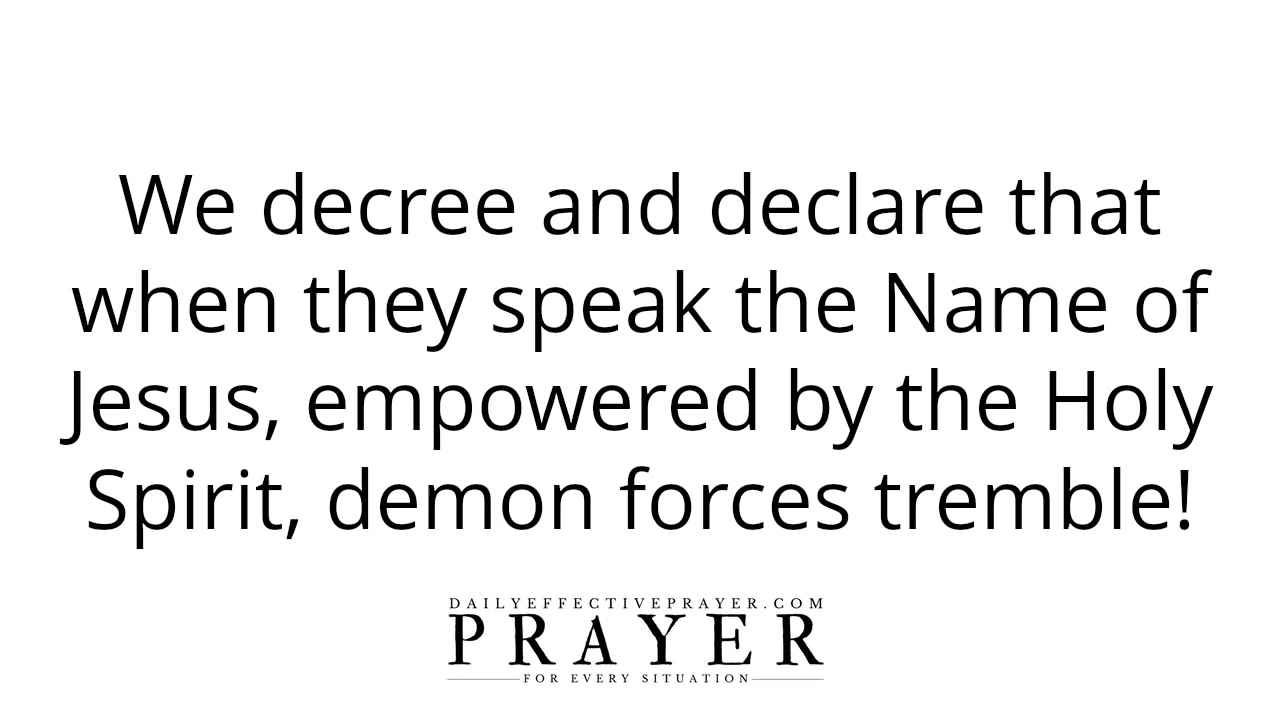 We decree and declare that
when they speak the Name of
Jesus, empowered by the Holy
Spirit, demon forces tremble!
DAILYEFFECTIVEPRAYER.COM
PRAYER
FOR EVERY SITUATION